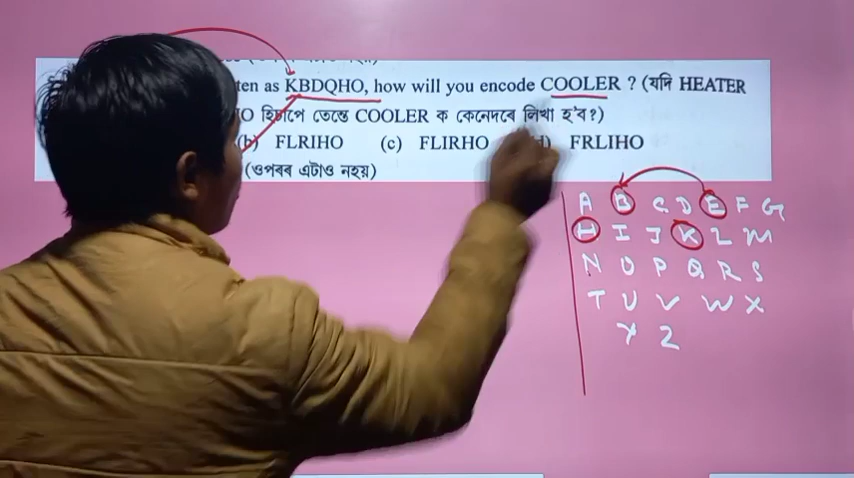 ten as KBDQHO, how will you encode COOLER ? (যদি HEATER
হিচাপে তেন্তে COOLER ক কেনেদৰে লিখা হ'ব?)
(b) FLRIHO (c) FLIRHO (d) FRLIHO
(ওপৰৰ এটাও নহয়)
A B C D E F G
H I J K L M
N O P Q R S
T U V W X
Y Z